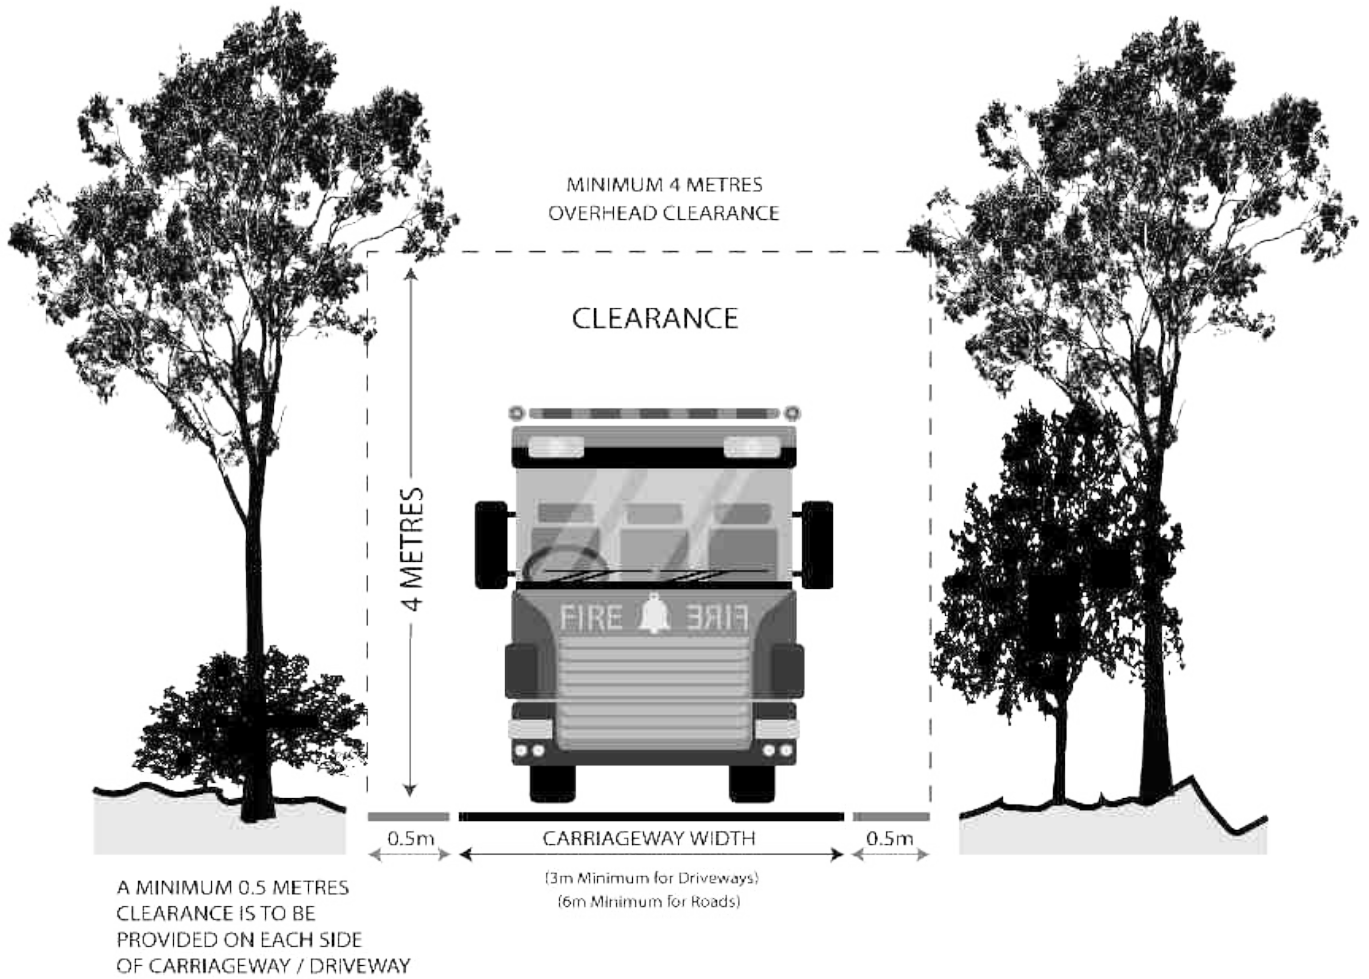 MINIMUM 4 METRES
OVERHEAD CLEARANCE
CLEARANCE
4 METRES
FIRE FIRE
0.5m
CARRIAGEWAY WIDTH
0.5m
(3m Minimum for Driveways)
(6m Minimum for Roads)
A MINIMUM 0.5 METRES
CLEARANCE IS TO BE
PROVIDED ON EACH SIDE
OF CARRIAGEWAY / DRIVEWAY